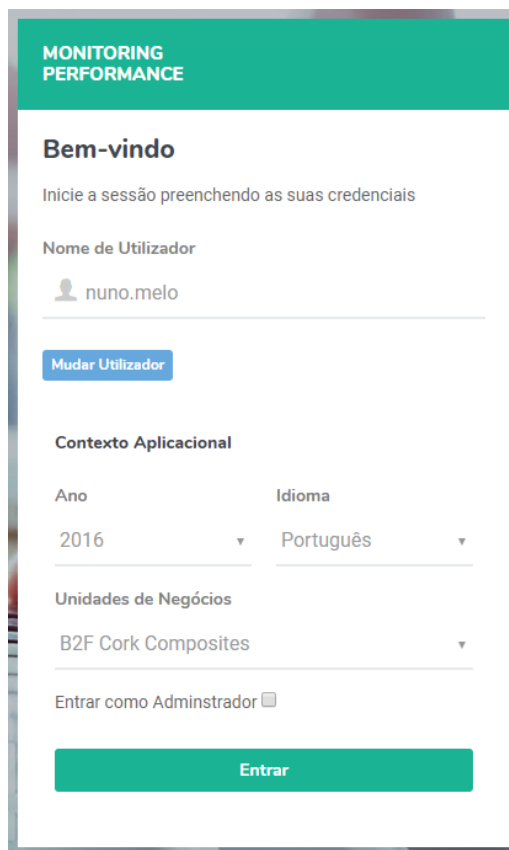 MONITORING
PERFORMANCE
Bem-vindo
Inicie a sessão preenchendo as suas credenciais
Nome de Utilizador
nuno.melo
Mudar Utilizador
Contexto Aplicacional
Ano Idioma
2016 Português
Unidades de Negócios
B2F Cork Composites
Entrar como Adminstrador
Entrar